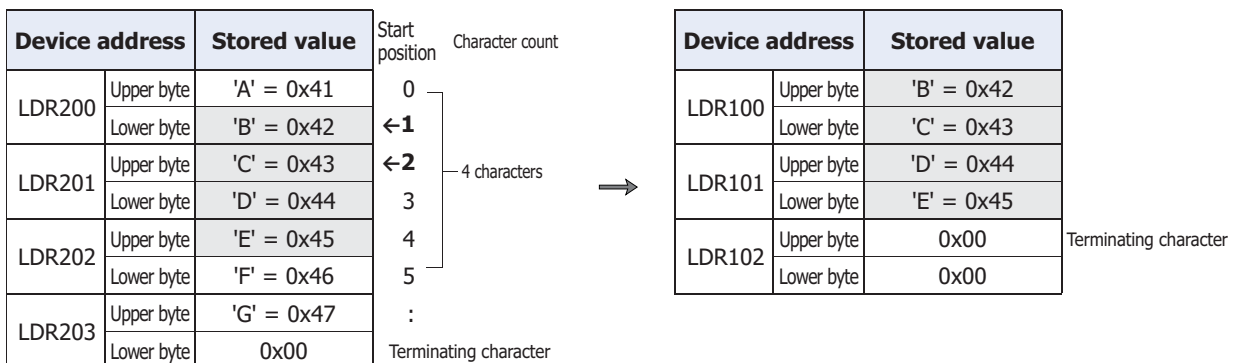 Device address Stored value Start position Character count
LDR200 Upper byte 'A' = 0x41 0
Lower byte 'B' = 0x42 ←1
LDR201 Upper byte 'C' = 0x43 ←2
Lower byte 'D' = 0x44 3
4 characters
LDR202 Upper byte 'E' = 0x45 4
Lower byte 'F' = 0x46 5
LDR203 Upper byte 'G' = 0x47 :
Lower byte 0x00 Terminating character
→
Device address Stored value
LDR100 Upper byte 'B' = 0x42
Lower byte 'C' = 0x43
LDR101 Upper byte 'D' = 0x44
Lower byte 'E' = 0x45
LDR102 Upper byte 0x00 Terminating character
Lower byte 0x00